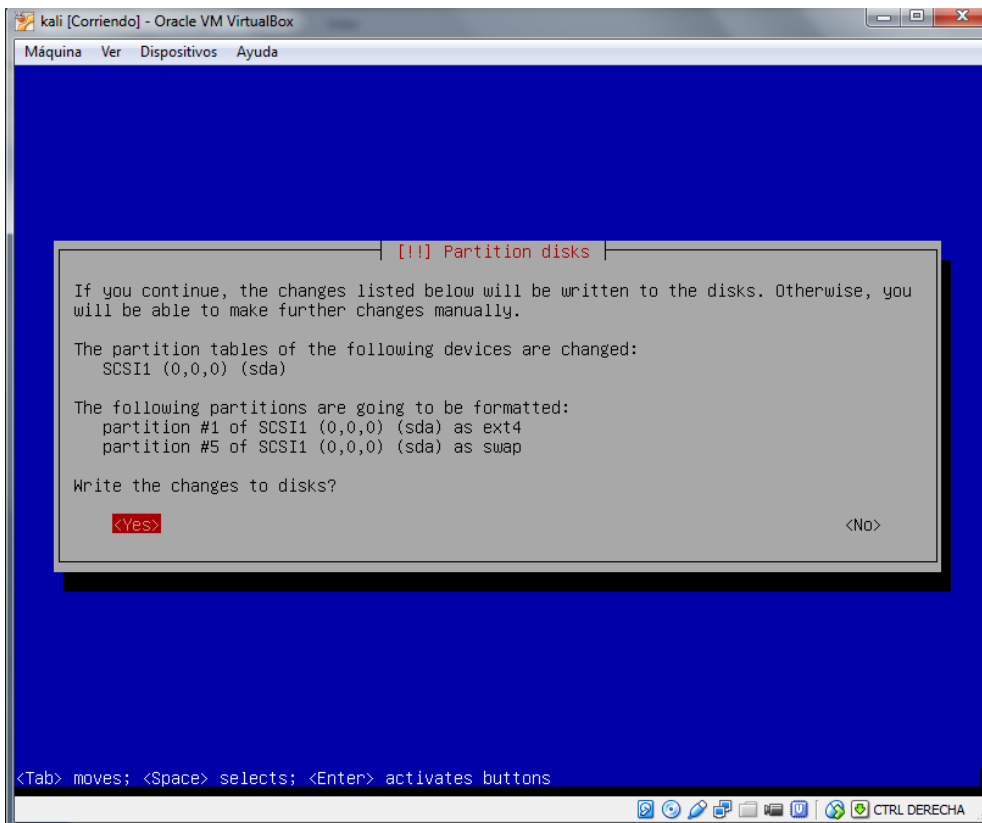 kali [Corriendo] - Oracle VM VirtualBox
Máquina Ver Dispositivos Ayuda
[!!] Partition disks
If you continue, the changes listed below will be written to the disks. Otherwise, you
will be able to make further changes manually.
The partition tables of the following devices are changed:
SCSI1 (0,0,0) (sda)
The following partitions are going to be formatted:
partition #1 of SCSI1 (0,0,0) (sda) as ext4
partition #5 of SCSI1 (0,0,0) (sda) as swap
Write the changes to disks?
<Yes> <No>
<Tab> moves; <Space> selects; <Enter> activates buttons
CTRL DERECHA